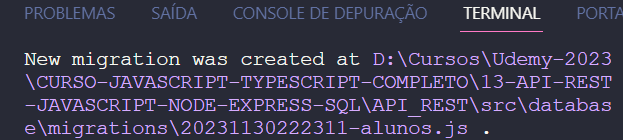 PROBLEMAS SAÍDA CONSOLE DE DEPURAÇÃO TERMINAL PORTA
New migration was created at D:\Cursos\Udemy-2023
\CURSO-JAVASCRIPT-TYPESCRIPT-COMPLETO\13-API-REST
-JAVASCRIPT-NODE-EXPRESS-SQL\API_REST\src\databas
e\migrations\20231130222311-alunos.js .